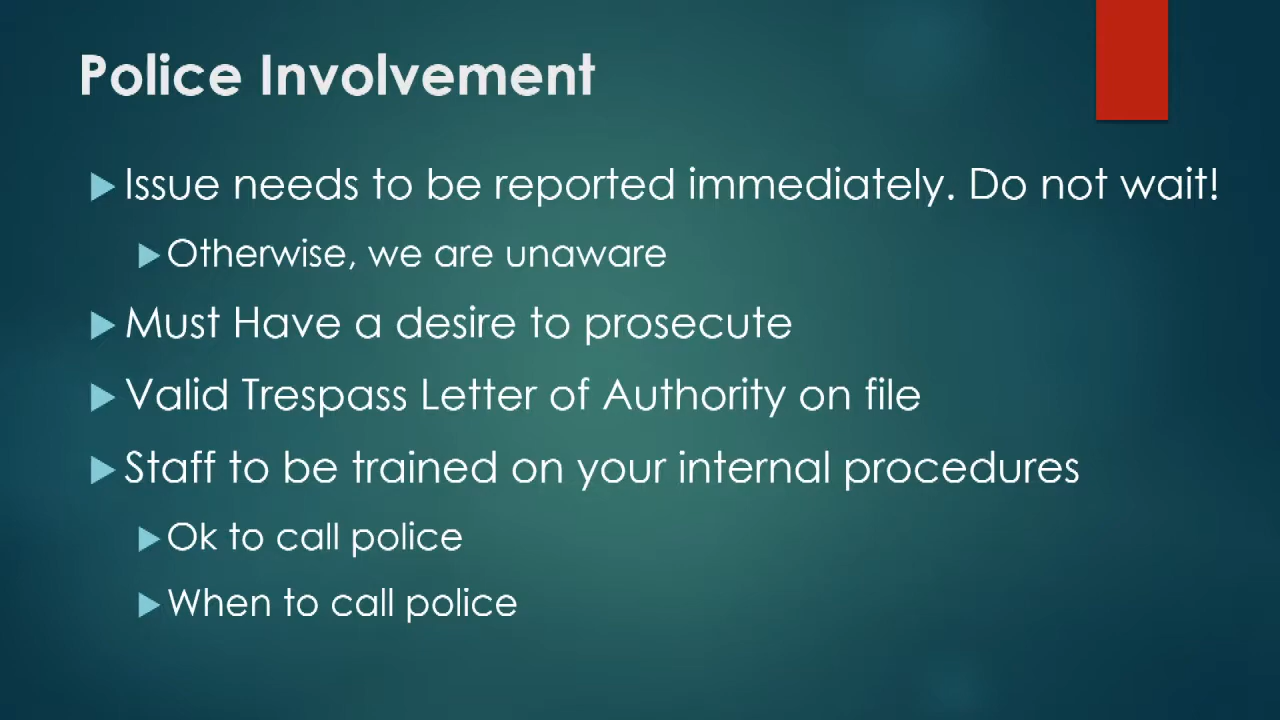 Police Involvement
Issue needs to be reported immediately. Do not wait!
Otherwise, we are unaware
Must Have a desire to prosecute
Valid Trespass Letter of Authority on file
Staff to be trained on your internal procedures
Ok to call police
When to call police